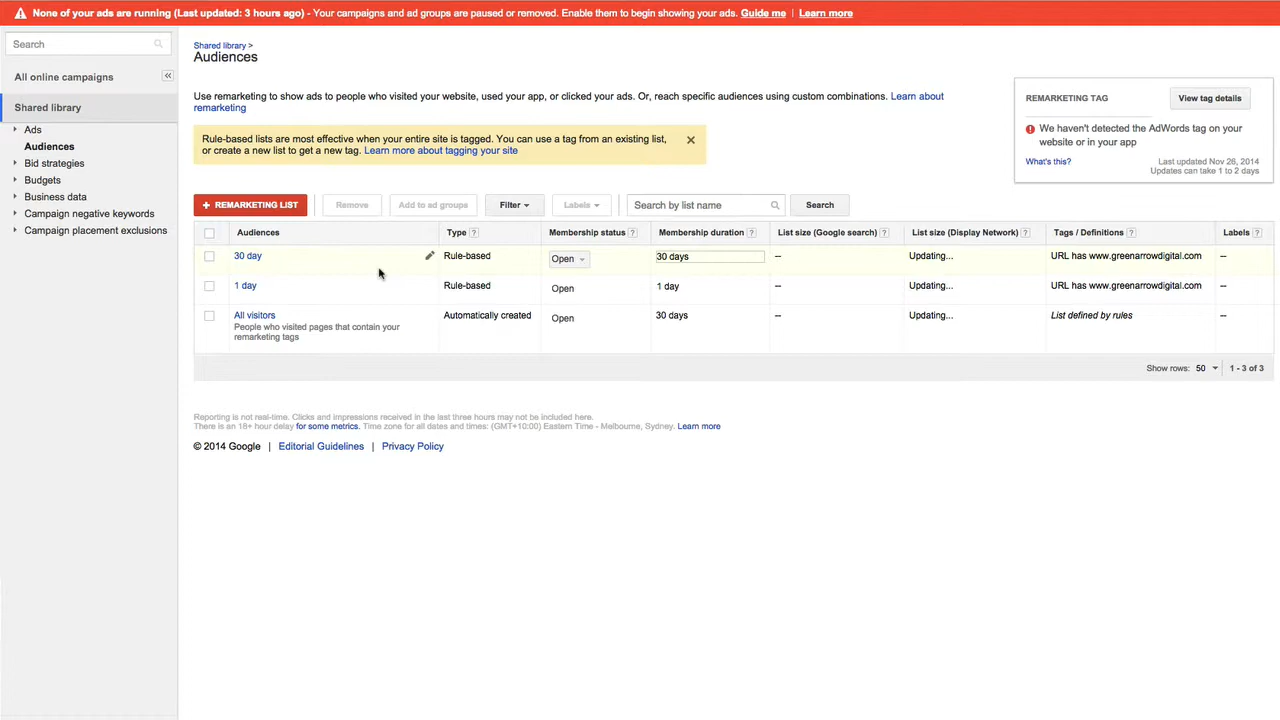 None of your ads are running (Last updated: 3 hours ago) - Your campaigns and ad groups are paused or removed. Enable them to begin showing your ads. Guide me | Learn more
Search
All online campaigns
Shared library
Ads
Audiences
Bid strategies
Budgets
Business data
Campaign negative keywords
Campaign placement exclusions
Shared library >
Audiences
Use remarketing to show ads to people who visited your website, used your app, or clicked your ads. Or, reach specific audiences using custom combinations. Learn about
remarketing
Rule-based lists are most effective when your entire site is tagged. You can use a tag from an existing list,
or create a new list to get a new tag. Learn more about tagging your site
REMARKETING TAG
View tag details
We haven't detected the AdWords tag on your
website or in your app
What's this?
Last updated Nov 26, 2014
Updates can take 1 to 2 days
+ REMARKETING LIST
Remove
Add to ad groups
Filter
Labels
Search by list name
Search
Audiences Type ? Membership status ? Membership duration ? List size (Google search) ? List size (Display Network) ? Tags / Definitions ? Labels ?
30 day Rule-based Open 30 days -- Updating... URL has www.greenarrowdigital.com --
1 day Rule-based Open 1 day -- Updating... URL has www.greenarrowdigital.com --
All visitors Automatically created Open 30 days -- Updating... List defined by rules --
People who visited pages that contain your
remarketing tags
Show rows: 50 1 - 3 of 3
Reporting is not real-time. Clicks and impressions received in the last three hours may not be included here.
There is an 18+ hour delay for some metrics. Time zone for all dates and times: (GMT+10:00) Eastern Time - Melbourne, Sydney. Learn more
© 2014 Google | Editorial Guidelines | Privacy Policy